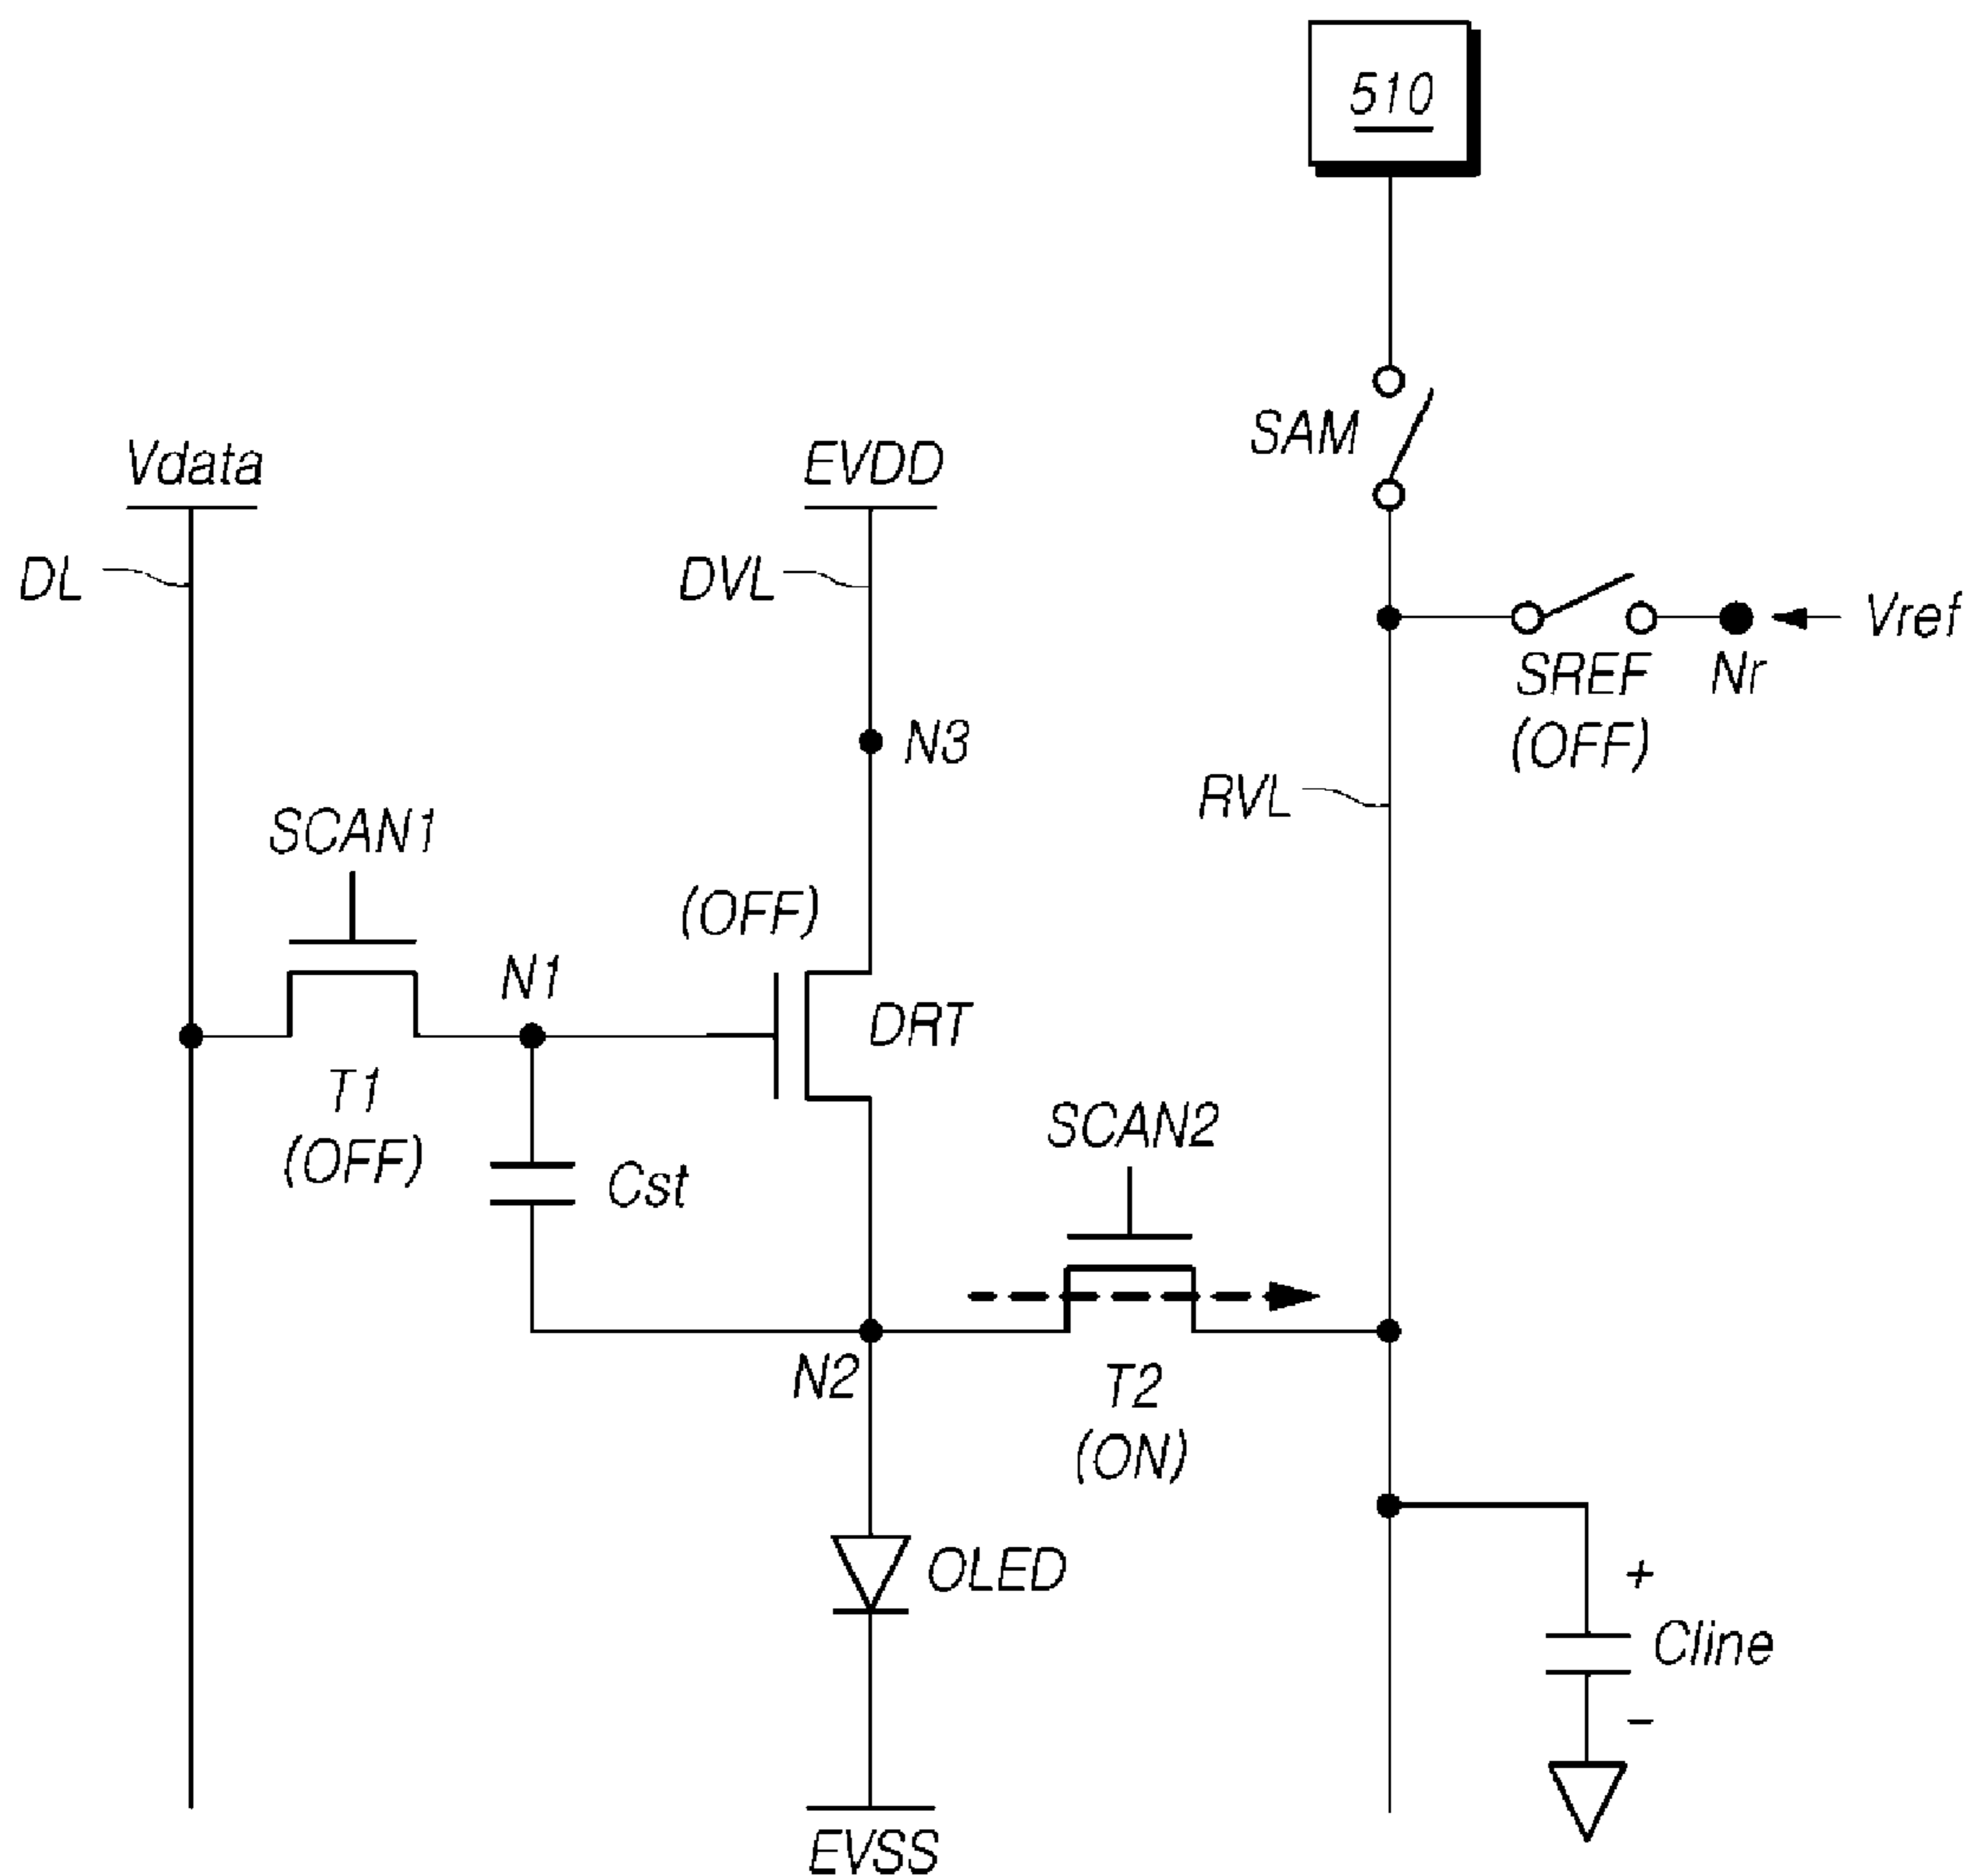 510
SAM
Vdata
EVDD
DL
DVL
Vref
SREF
(OFF)
Nr
N3
RVL
SCAN1
(OFF)
N1
DRT
T1
(OFF)
SCAN2
Cst
N2
T2
(ON)
OLED
+
Cline
−
EVSS